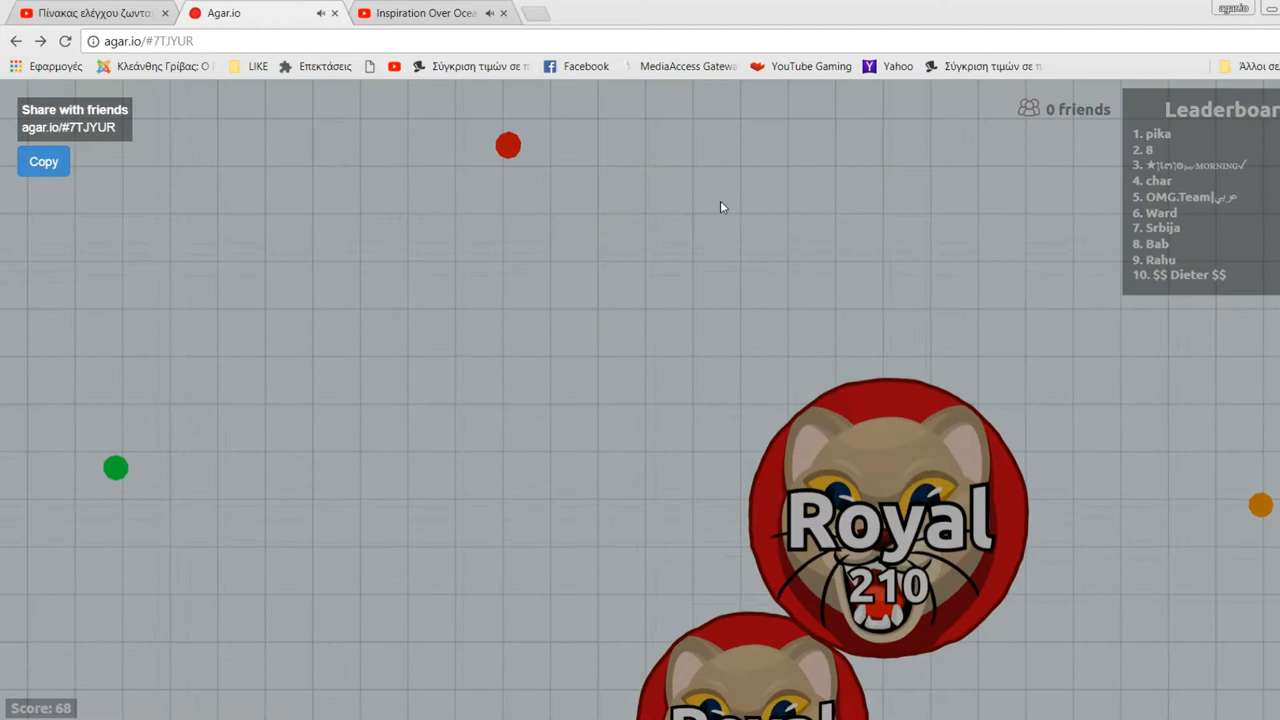 Πίνακας ελέγχου ζωντα
Agar.io
Inspiration Over Ocea
agario
agar.io/#7TJYUR
Εφαρμογές
Κλεάνθης Γρίβας: Ο Γ
LIKE
Επεκτάσεις
Σύγκριση τιμών σε π
Facebook
MediaAccess Gatewa
YouTube Gaming
Yahoo
Σύγκριση τιμών σε π
Άλλοι σε
Share with friends
agar.io/#7TJYUR
Copy
0 friends
Leaderboar
1. pika
2. 8
4. char
5. OMG.Team|عربي
6. Ward
7. Srbija
8. Bab
9. Rahu
10. $$ Dieter $$
Royal
210
Royal
Score: 68